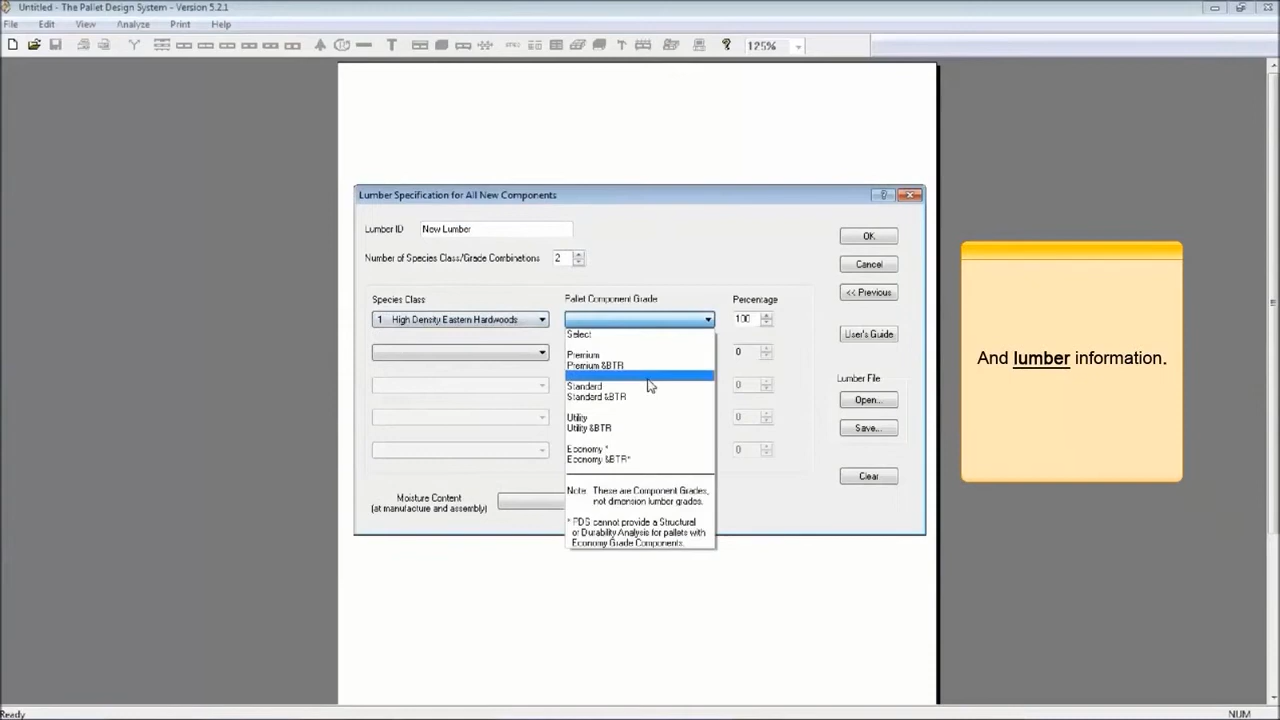 Untitled - The Pallet Design System - Version 5.2.1
File Edit View Analyze Print Help
125%
Lumber Specification for All New Components
Lumber ID New Lumber
OK
Number of Species Class/Grade Combinations 2
Cancel
<< Previous
Species Class Pallet Component Grade Percentage
1 High Density Eastern Hardwoods... 100
Select
User's Guide
Premium 0
Premium &BTR
Lumber File
Standard 0
Standard &BTR
Open...
Utility 0
Utility &BTR
Save...
Economy * 0
Economy &BTR*
Clear
Moisture Content
(at manufacture and assembly)
Note: These are Component Grades,
not dimension lumber grades.
* PDS cannot provide a Structural
or Durability Analysis for pallets with
Economy Grade Components.
And lumber information.
Ready NUM